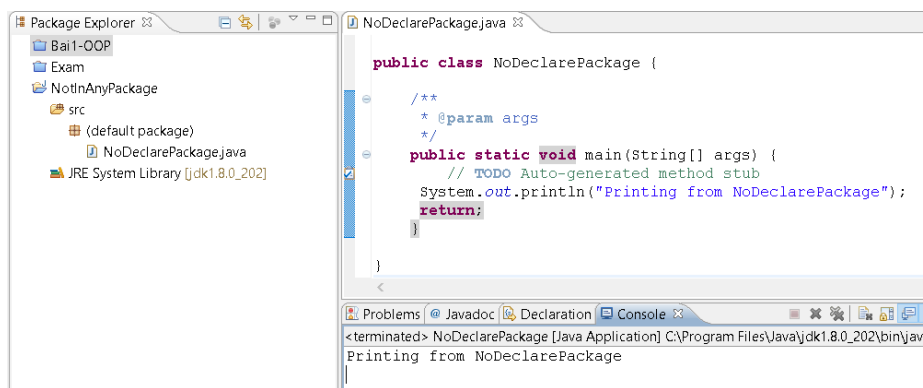 Package Explorer
Bai1-OOP
Exam
NotInAnyPackage
src
(default package)
NoDeclarePackage.java
JRE System Library [jdk1.8.0_202]
NoDeclarePackage.java
public class NoDeclarePackage {
/**
* @param args
*/
public static void main(String[] args) {
// TODO Auto-generated method stub
System.out.println("Printing from NoDeclarePackage");
return;
}
}
Problems @ Javadoc Declaration Console
<terminated> NoDeclarePackage [Java Application] C:\Program Files\Java\jdk1.8.0_202\bin\jav
Printing from NoDeclarePackage